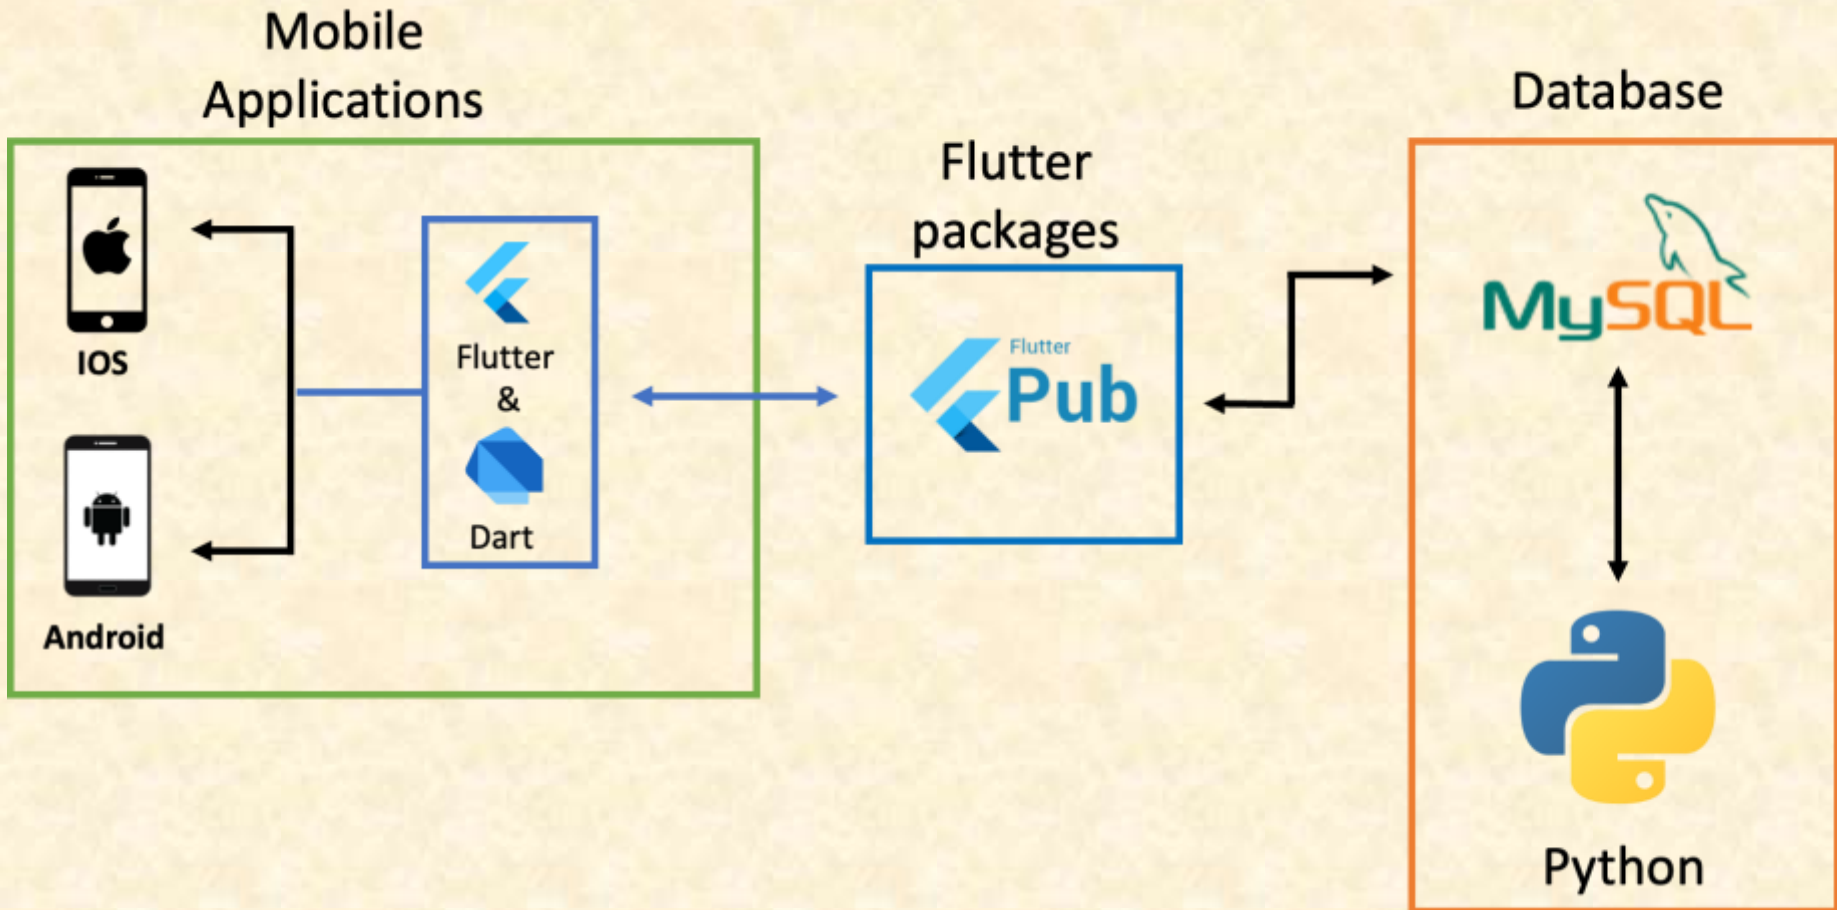 Mobile
Applications
IOS
Android
Flutter
&
Dart
Flutter
packages
Flutter
Pub
Database
MySQL
Python